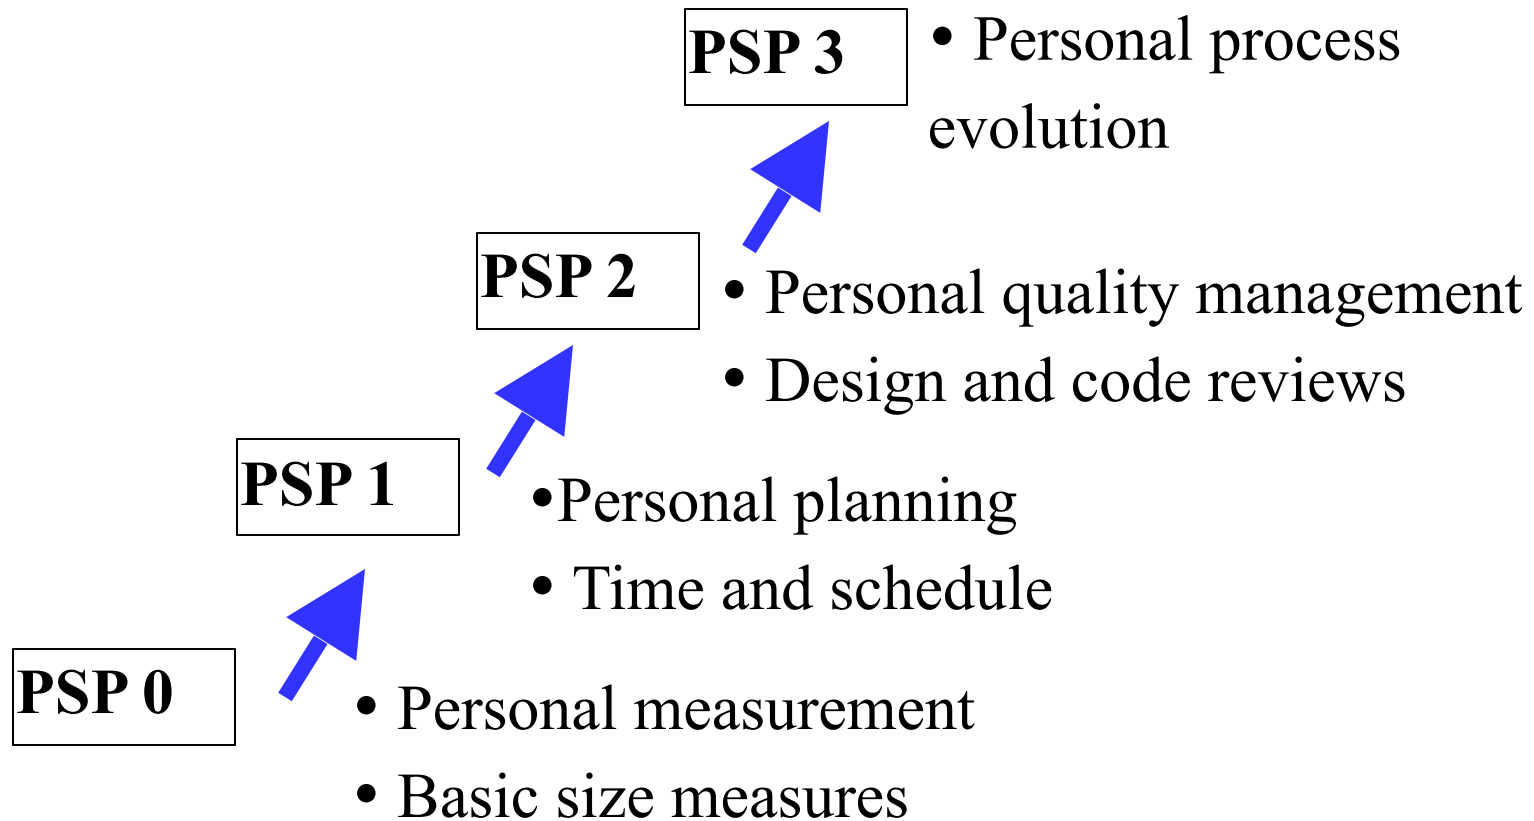 PSP 3
• Personal process
evolution
PSP 2
• Personal quality management
• Design and code reviews
PSP 1
•Personal planning
• Time and schedule
PSP 0
• Personal measurement
• Basic size measures